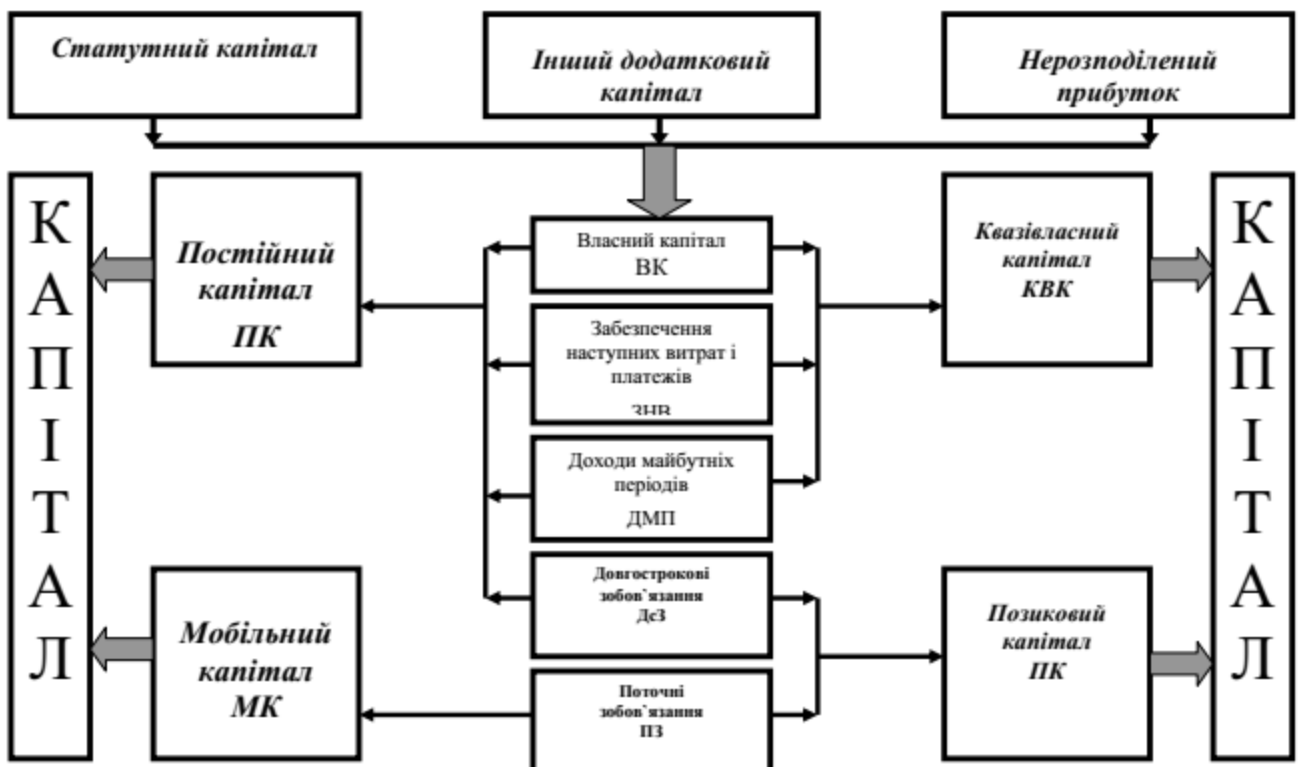 Статутний капітал
Інший додатковий
капітал
Нерозподілений
прибуток
К
А
П
І
Т
А
Л
Постійний
капітал
ПК
Мобільний
капітал
МК
Власний капітал
ВК
Забезпечення
наступних витрат і
платежів
ЗНВ
Доходи майбутніх
періодів
ДМП
Довгострокові
зобов`язання
ДсЗ
Поточні
зобов`язання
ПЗ
Квазівласний
капітал
КВК
Позиковий
капітал
ПК
К
А
П
І
Т
А
Л